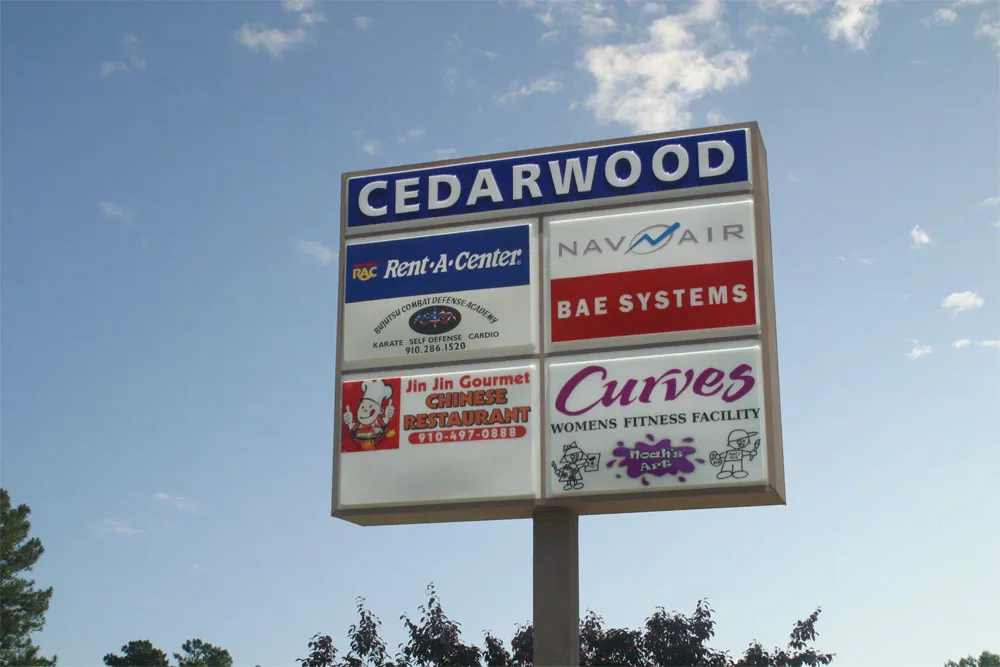 CEDARWOOD
RAC Rent-A-Center
BUJUTSU COMBAT DEFENSE ACADEMY
KARATE SELF DEFENSE CARDIO
910.286.1520
NAVAIR
BAE SYSTEMS
Jin Jin Gourmet
CHINESE
RESTAURANT
910-497-0888
Curves
WOMENS FITNESS FACILITY
Noah's
Art